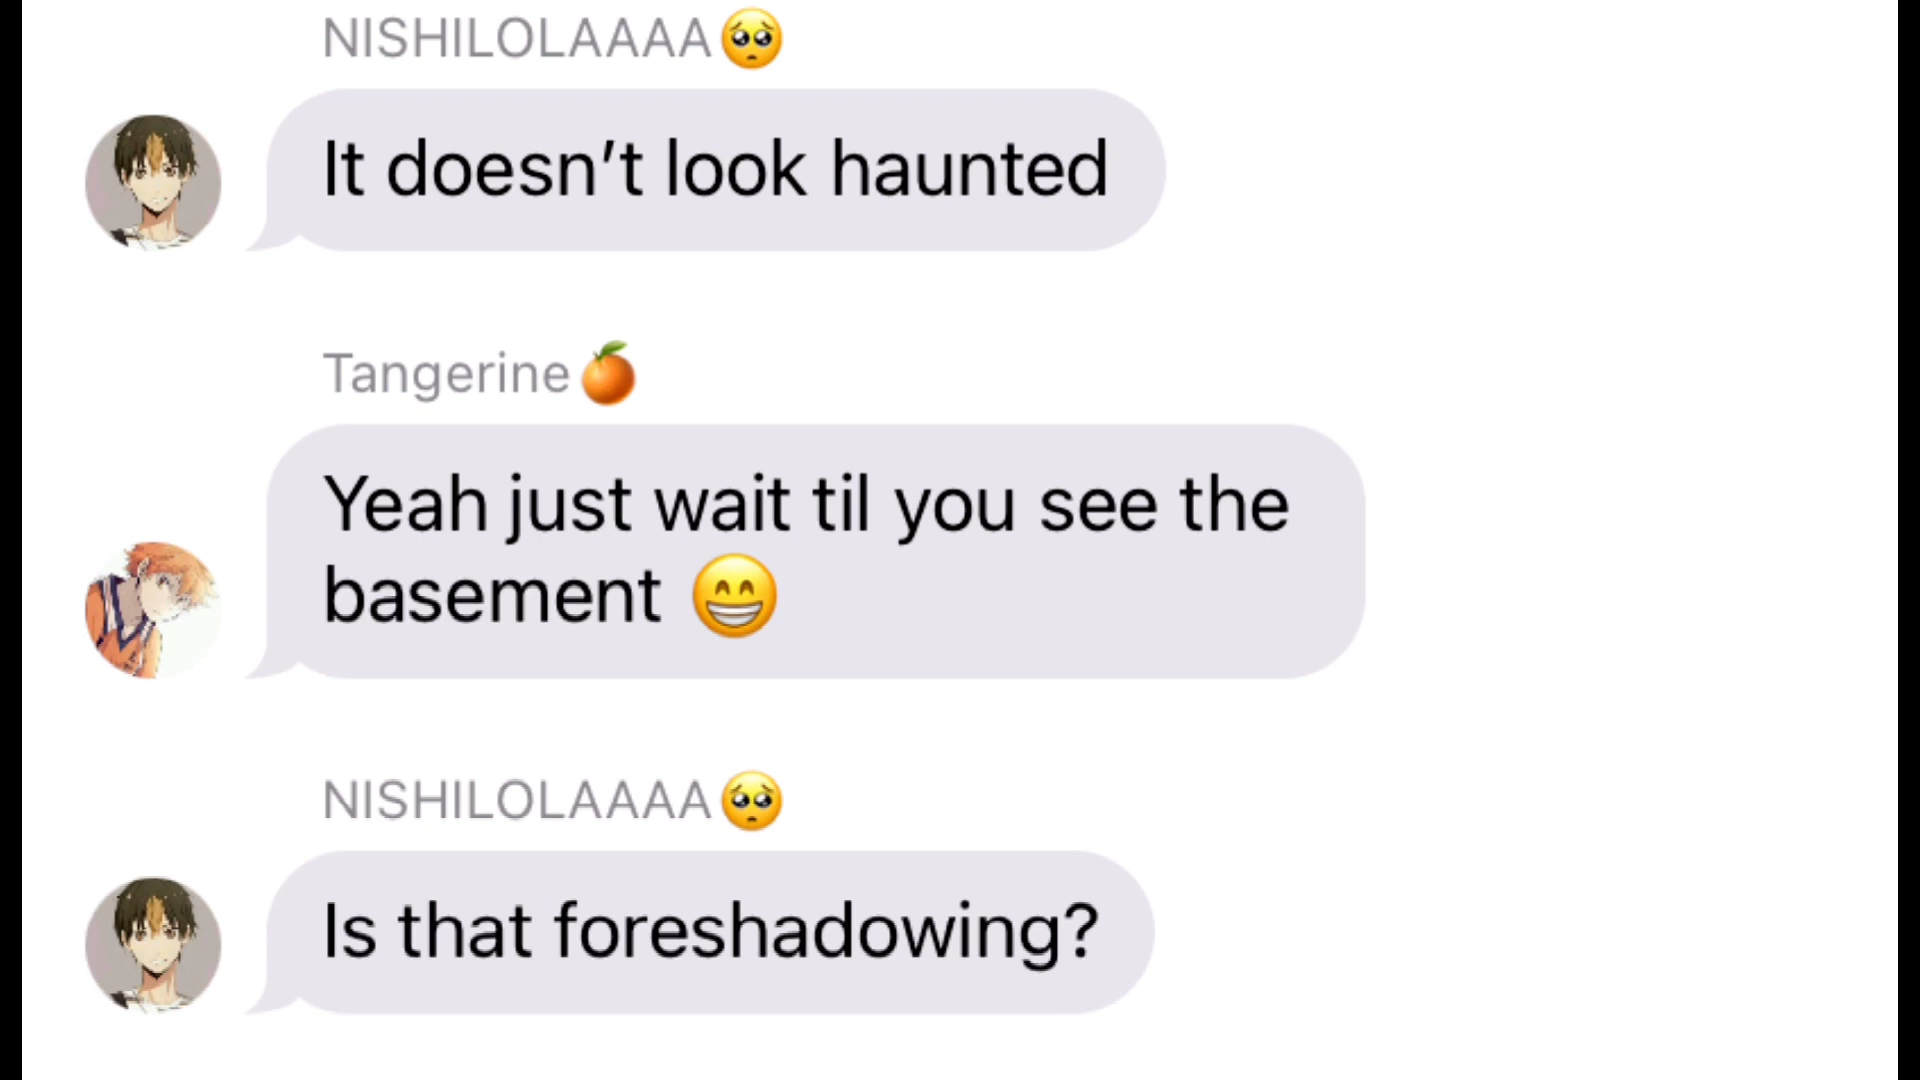 NISHILOLAAAA🥺
It doesn’t look haunted
Tangerine🍊
Yeah just wait til you see the
basement 😁
NISHILOLAAAA🥺
Is that foreshadowing?